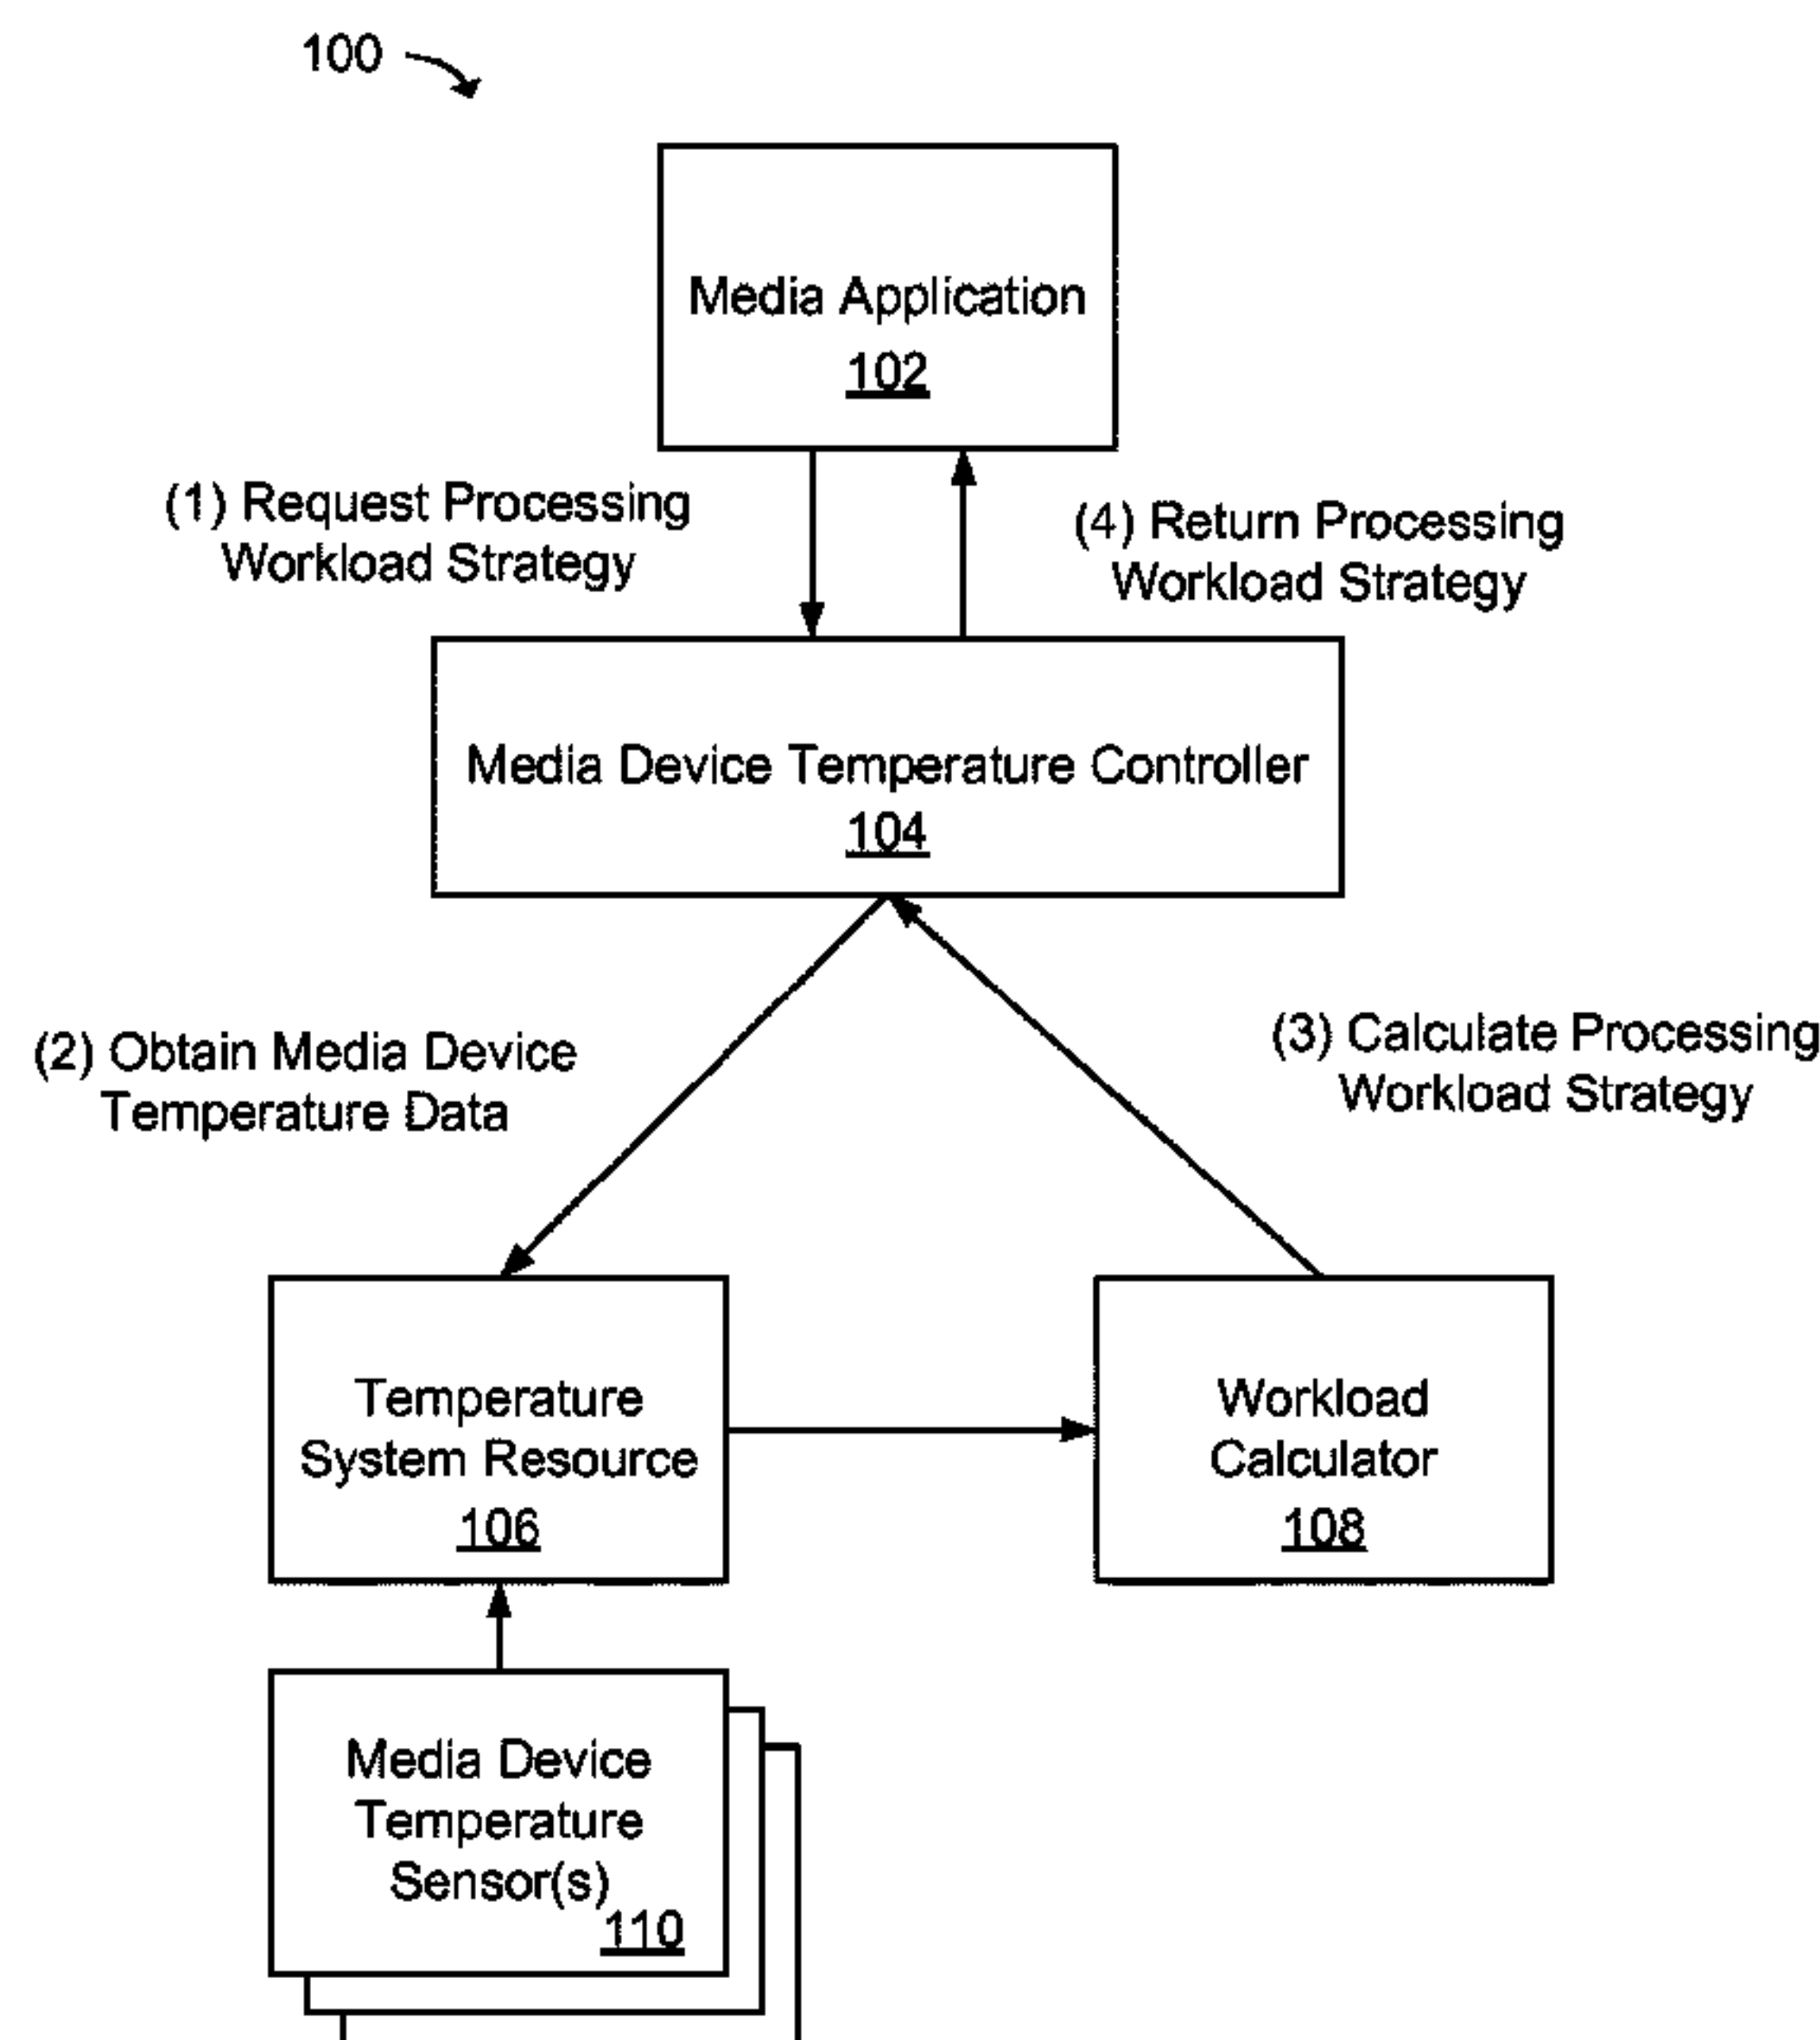 100
Media Application
102
(1) Request Processing
Workload Strategy
(4) Return Processing
Workload Strategy
Media Device Temperature Controller
104
(2) Obtain Media Device
Temperature Data
(3) Calculate Processing
Workload Strategy
Temperature
System Resource
106
Workload
Calculator
108
Media Device
Temperature
Sensor(s)
110